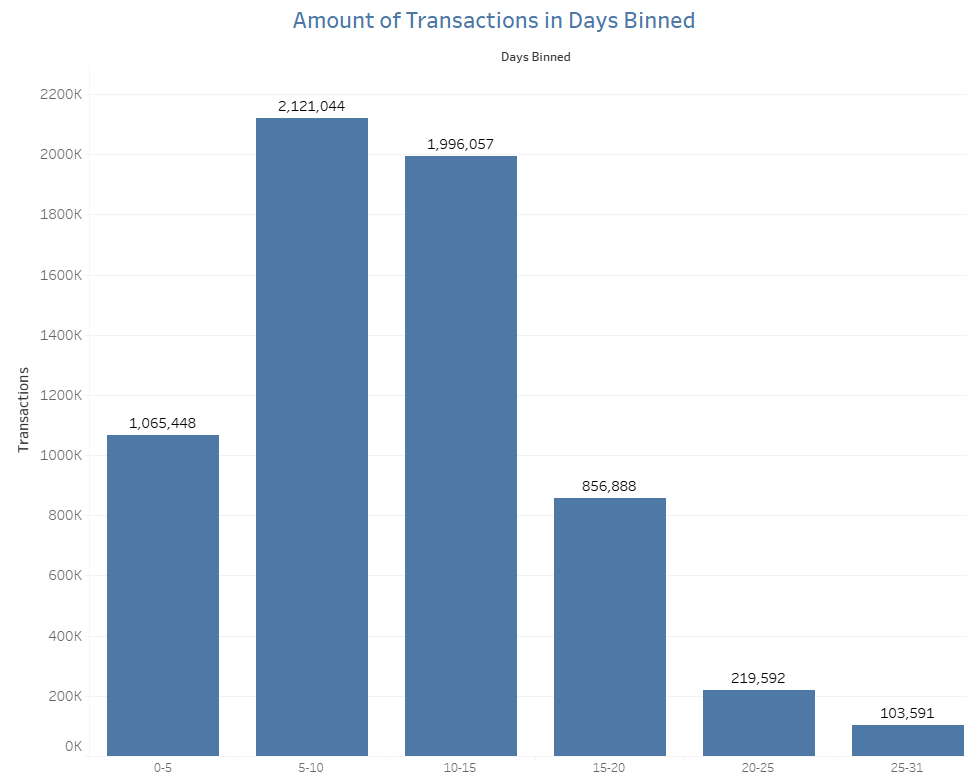 Amount of Transactions in Days Binned
Days Binned
2200K
2000K
1800K
1600K
1400K
1200K
1000K
800K
600K
400K
200K
0K
Transactions
1,065,448
2,121,044
1,996,057
856,888
219,592
103,591
0-5
5-10
10-15
15-20
20-25
25-31